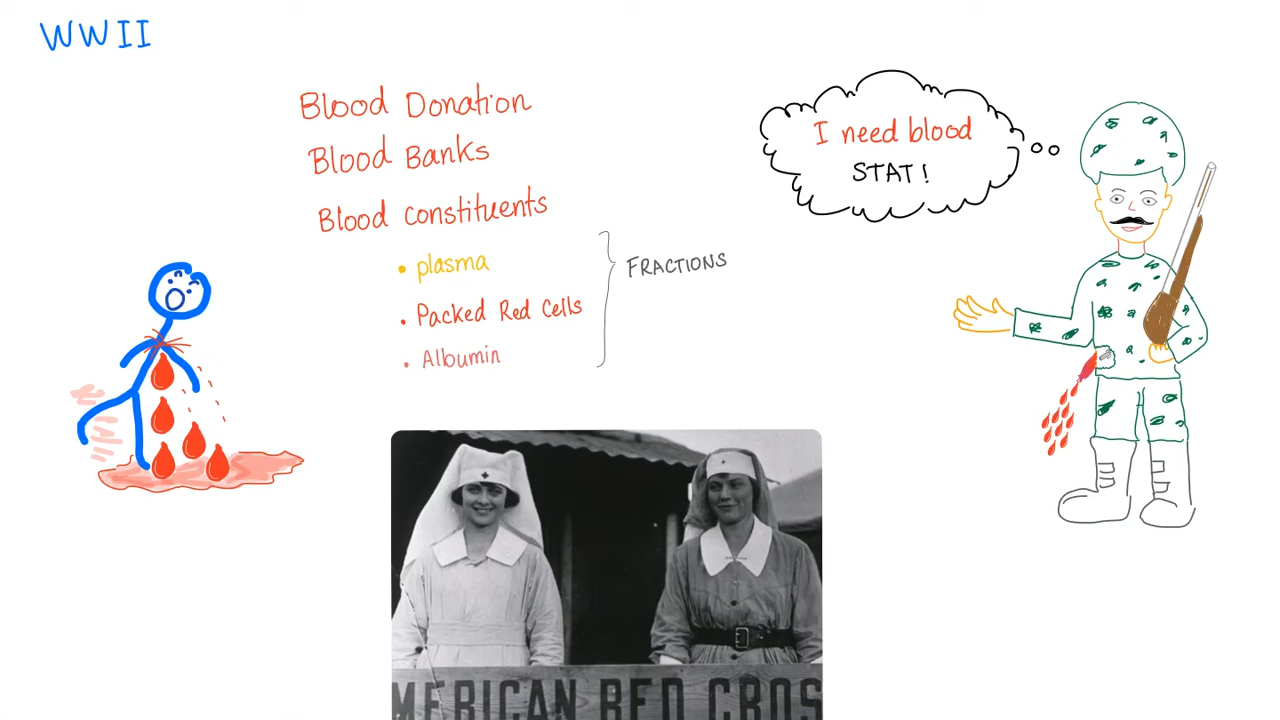 WWII
Blood Donation
Blood Banks
Blood constituents
• plasma
• Packed Red Cells
• Albumin
FRACTIONS
I need blood
STAT!
MERICAN RED CROS